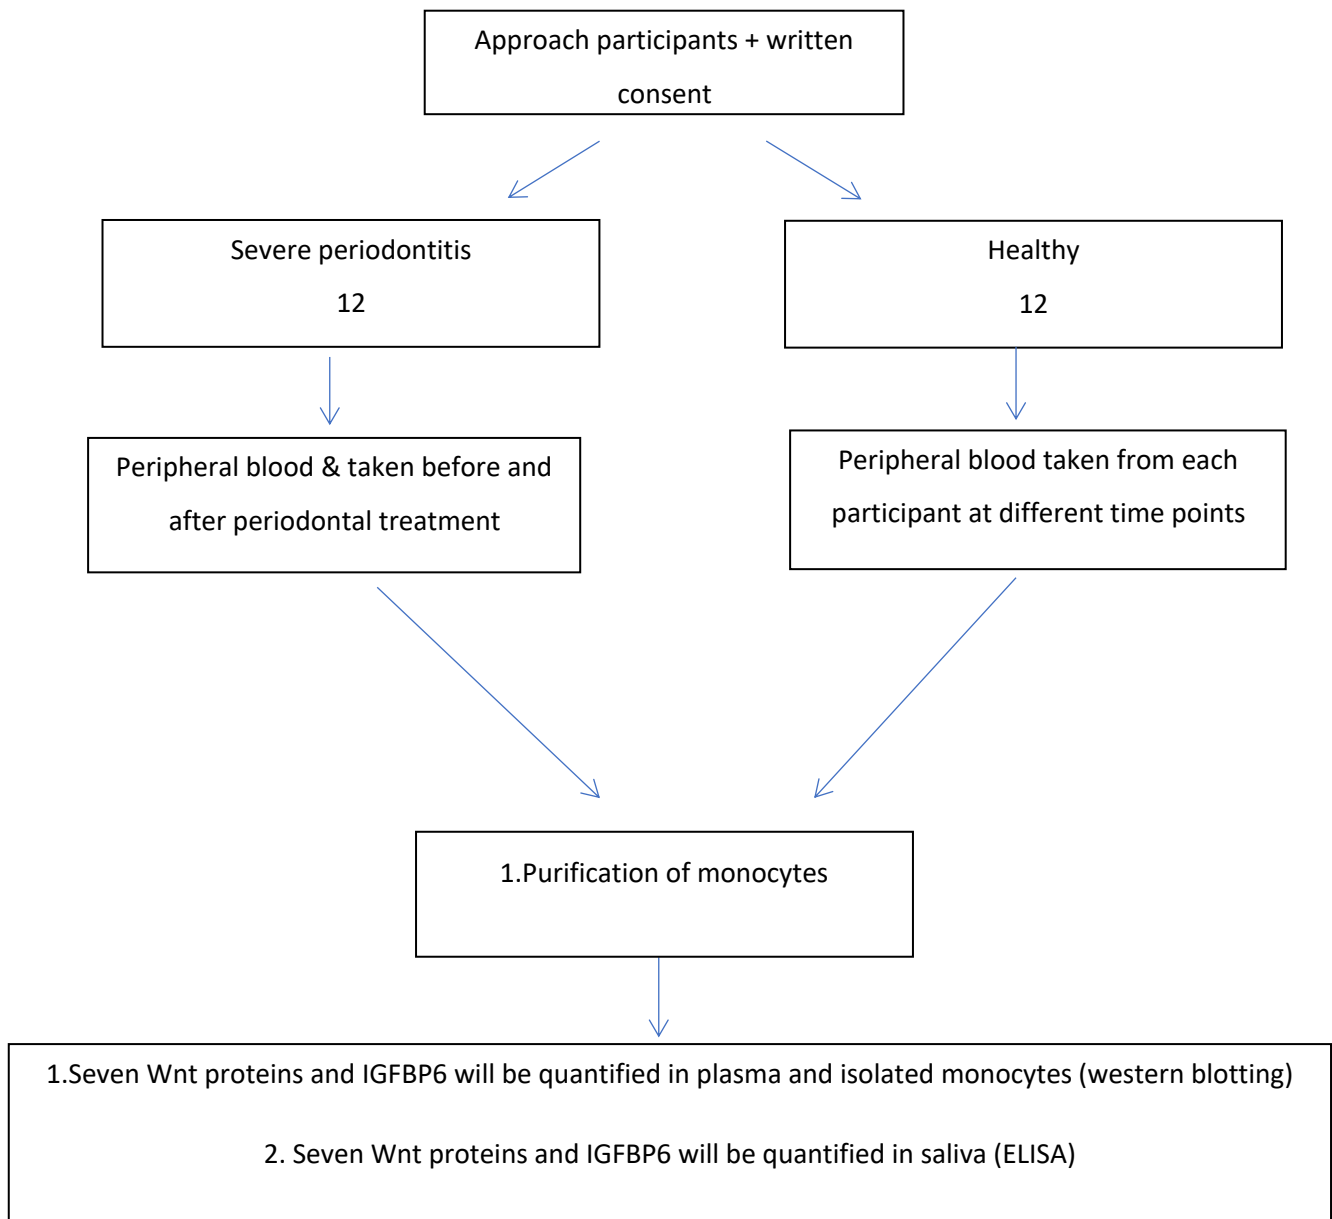 Approach participants + written
consent
Severe periodontitis
12
Healthy
12
Peripheral blood & taken before and
after periodontal treatment
Peripheral blood taken from each
participant at different time points
1.Purification of monocytes
1.Seven Wnt proteins and IGFBP6 will be quantified in plasma and isolated monocytes (western blotting)
2. Seven Wnt proteins and IGFBP6 will be quantified in saliva (ELISA)